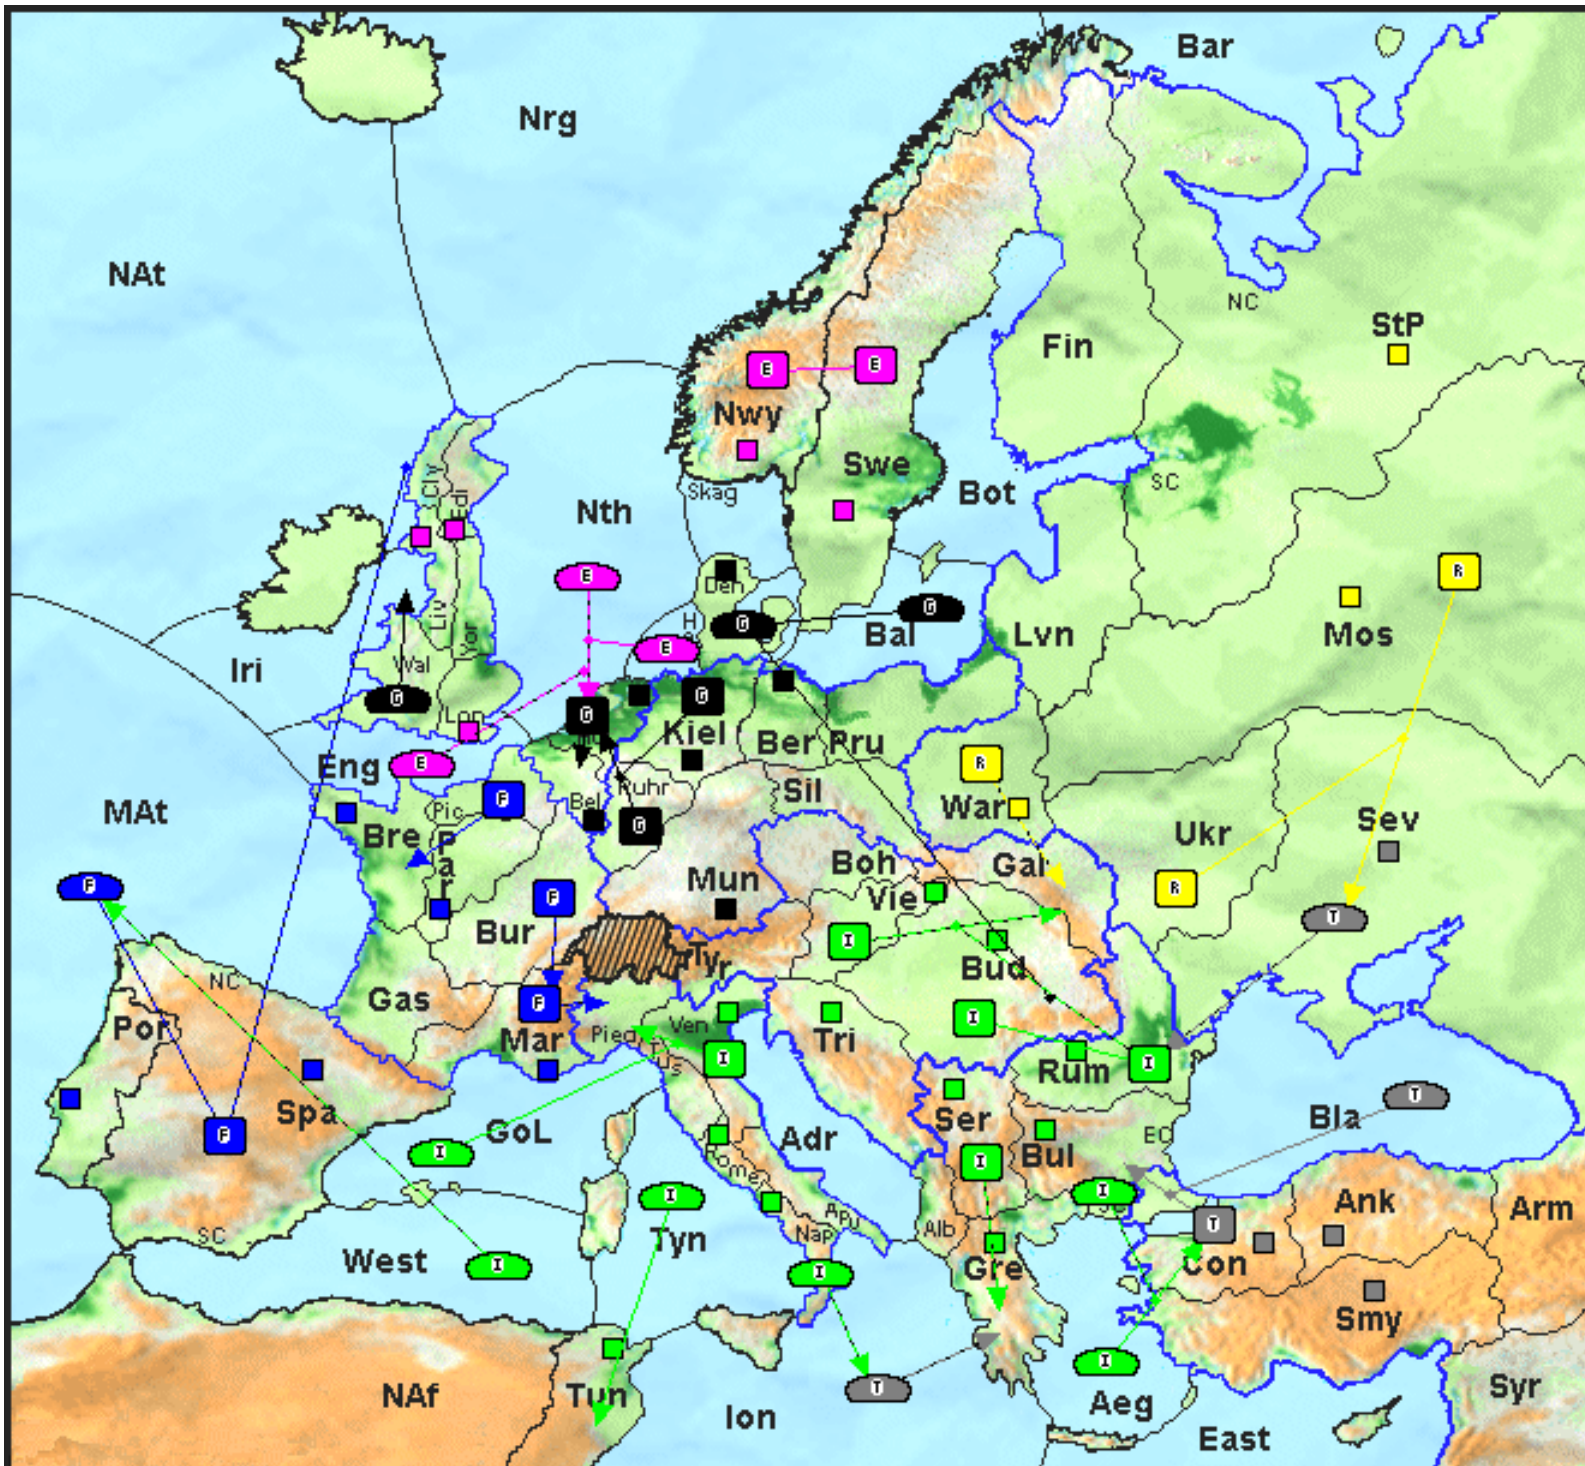 Bar
Nrg
NAt
NC
StP
Fin
Nwy
Swe
Skag
Bot
SC
Nth
Cly
Edi
Den
Liv
Yor
Wal
Iri
Bal
Lvn
Mos
Lon
Eng
Kiel
Ber
Pru
Ruhr
Sil
War
Pic
Bel
MAt
Bre
Par
Ukr
Sev
Boh
Gal
Mun
Vie
Bur
Tyr
Bud
NC
Gas
Por
Mar
Pied
Ven
Tus
Tri
Rum
Spa
GoL
Adr
Ser
Bul
EC
Bla
Rome
Apu
Nap
Alb
Ank
Arm
SC
West
Tyn
Gre
Con
Smy
NAf
Tun
Ion
Aeg
East
Syr
E
E
E
E
E
G
G
G
G
G
G
R
R
R
F
F
F
F
F
I
I
I
I
I
I
I
I
I
I
I
T
T
T
T